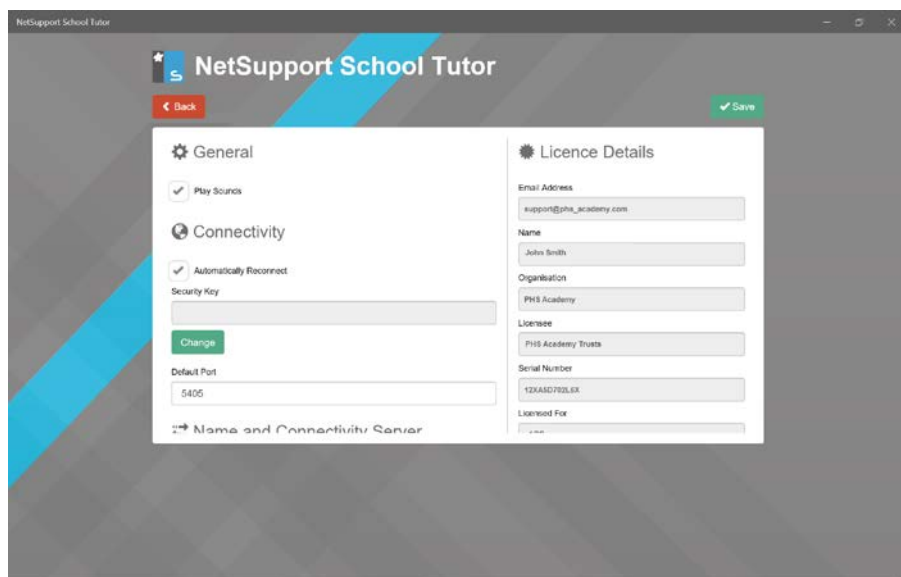 NetSupport School Tutor
NetSupport School Tutor
Back
Save
General
Play Sounds
Connectivity
Automatically Reconnect
Security Key
Change
Default Port
5405
Name and Connectivity Server
Licence Details
Email Address
support@phs_academy.com
Name
John Smith
Organisation
PHS Academy
Licensee
PHS Academy Trusts
Serial Number
Licensed For